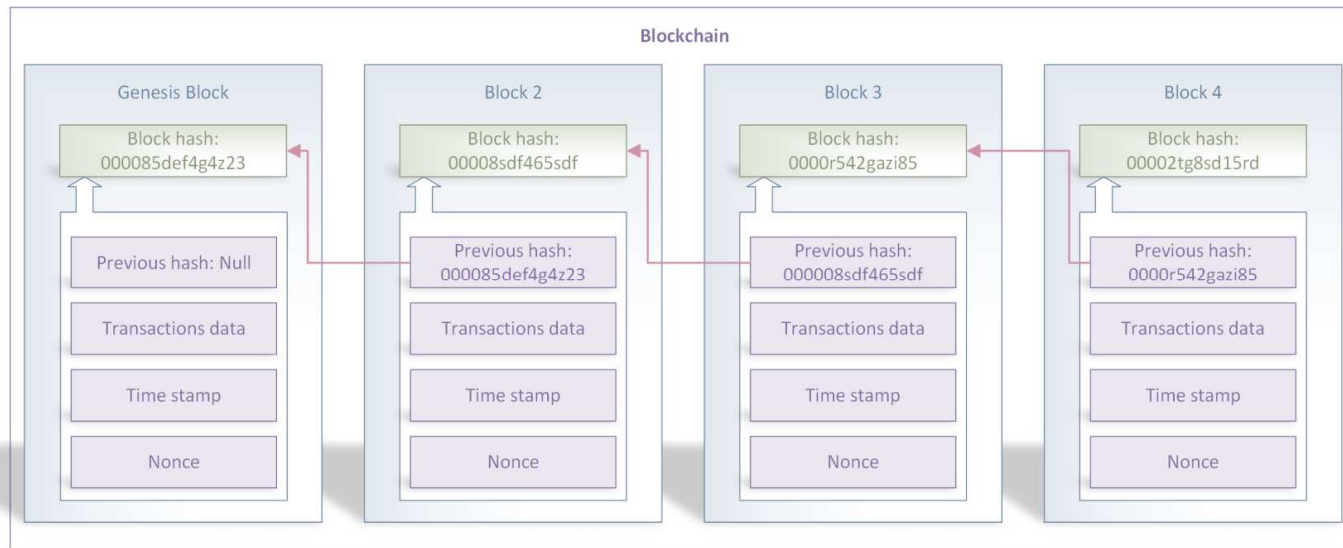 Blockchain
Genesis Block
Block hash:
000085def4g4z23
Previous hash: Null
Transactions data
Time stamp
Nonce
Block 2
Block hash:
00008sdf465sdf
Previous hash:
000085def4g4z23
Transactions data
Time stamp
Nonce
Block 3
Block hash:
0000r542gazi85
Previous hash:
000008sdf465sdf
Transactions data
Time stamp
Nonce
Block 4
Block hash:
00002tg8sd15rd
Previous hash:
0000r542gazi85
Transactions data
Time stamp
Nonce